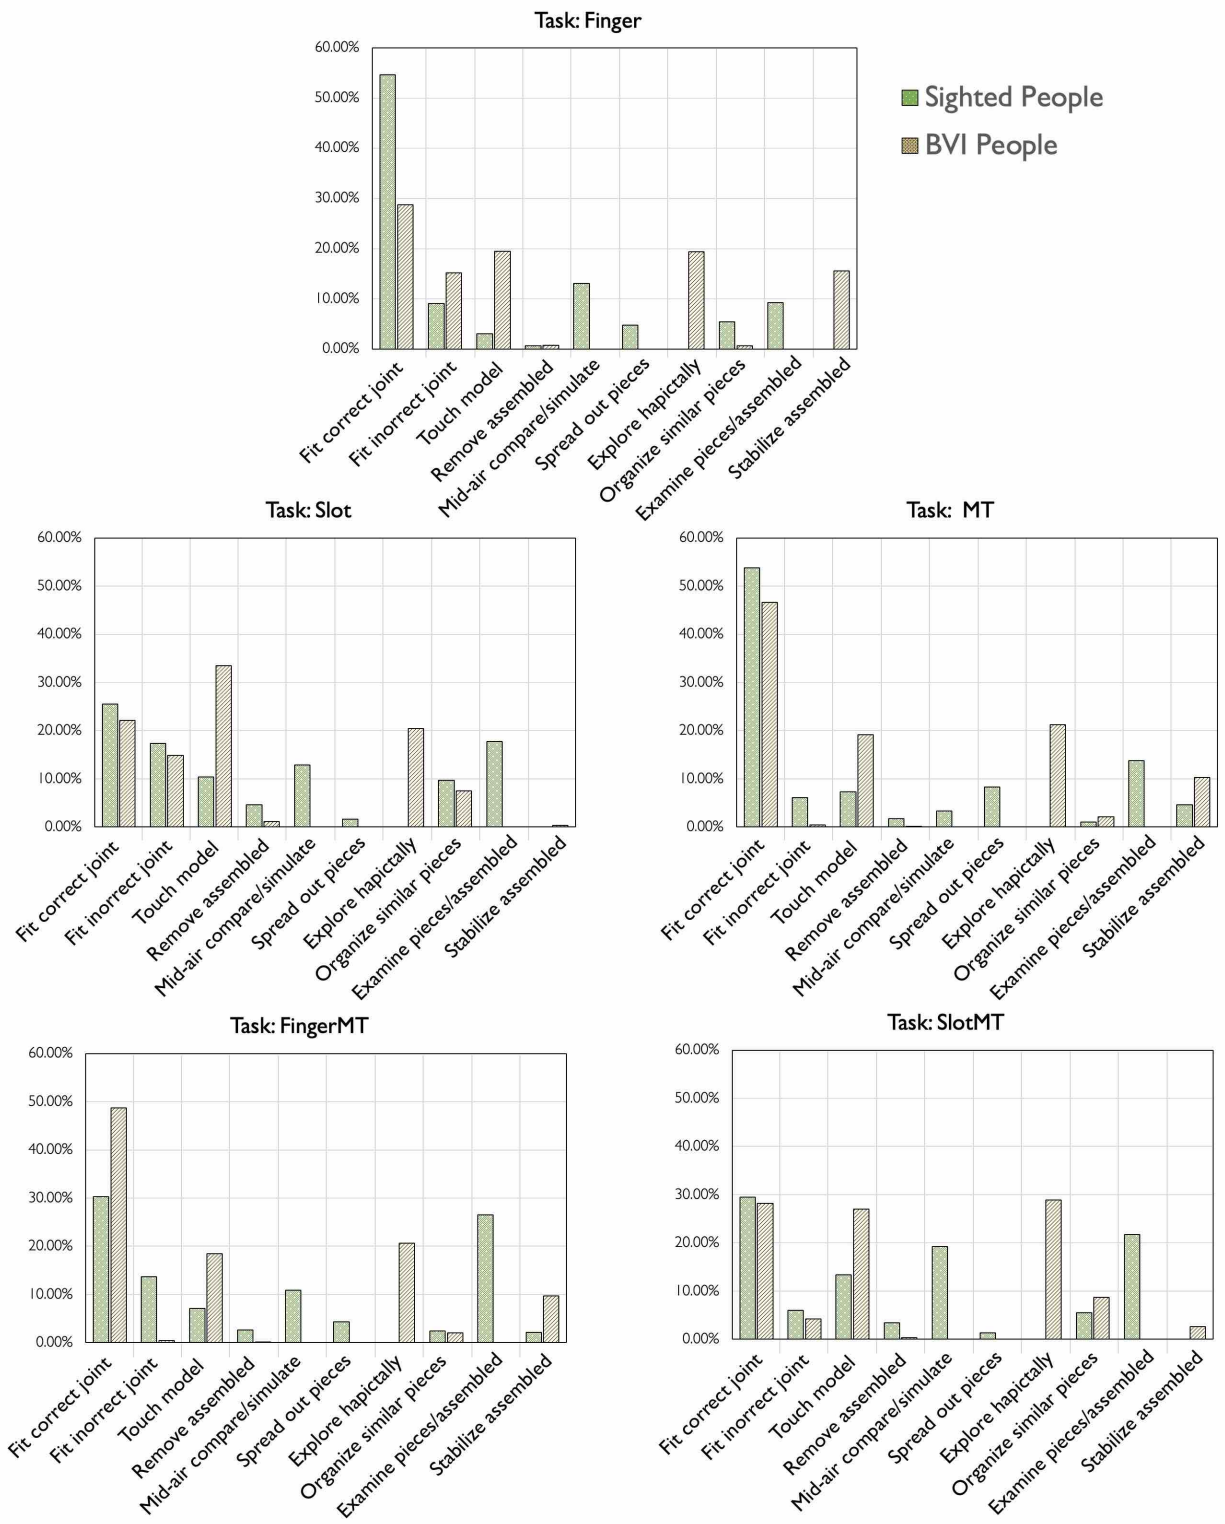 Task: Finger
60.00%
50.00%
40.00%
30.00%
20.00%
10.00%
0.00%
Fit correct joint
Fit inorrect joint
Touch model
Remove assembled
Mid-air compare/simulate
Spread out pieces
Explore hapictally
Organize similar pieces
Examine pieces/assembled
Stabilize assembled
Sighted People
BVI People
Task: Slot
60.00%
50.00%
40.00%
30.00%
20.00%
10.00%
0.00%
Fit correct joint
Fit inorrect joint
Touch model
Remove assembled
Mid-air compare/simulate
Spread out pieces
Explore hapictally
Organize similar pieces
Examine pieces/assembled
Stabilize assembled
Task: MT
60.00%
50.00%
40.00%
30.00%
20.00%
10.00%
0.00%
Fit correct joint
Fit inorrect joint
Touch model
Remove assembled
Mid-air compare/simulate
Spread out pieces
Explore hapictally
Organize similar pieces
Examine pieces/assembled
Stabilize assembled
Task: FingerMT
60.00%
50.00%
40.00%
30.00%
20.00%
10.00%
0.00%
Fit correct joint
Fit inorrect joint
Touch model
Remove assembled
Mid-air compare/simulate
Spread out pieces
Explore hapictally
Organize similar pieces
Examine pieces/assembled
Stabilize assembled
Task: SlotMT
60.00%
50.00%
40.00%
30.00%
20.00%
10.00%
0.00%
Fit correct joint
Fit inorrect joint
Touch model
Remove assembled
Mid-air compare/simulate
Spread out pieces
Explore hapictally
Organize similar pieces
Examine pieces/assembled
Stabilize assembled